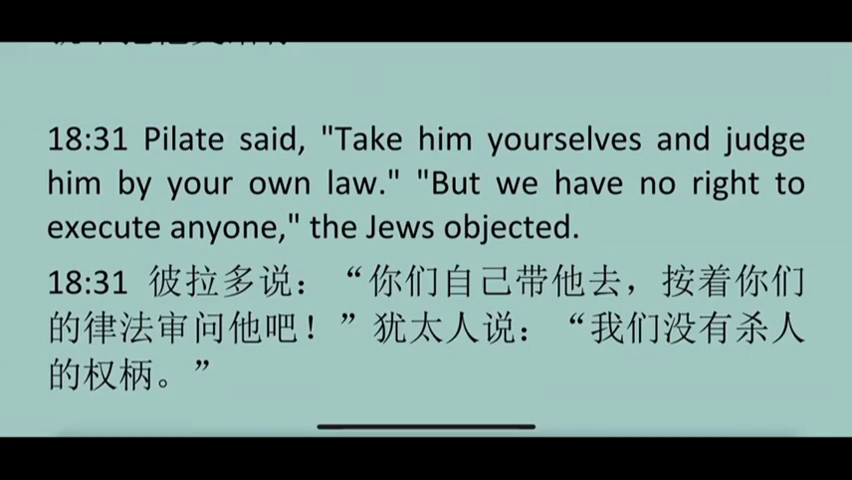 18:31 Pilate said, "Take him yourselves and judge
him by your own law." "But we have no right to
execute anyone," the Jews objected.
18:31 彼拉多说：“你们自己带他去，按着你们
的律法审问他吧！”犹太人说：“我们没有杀人
的权柄。”